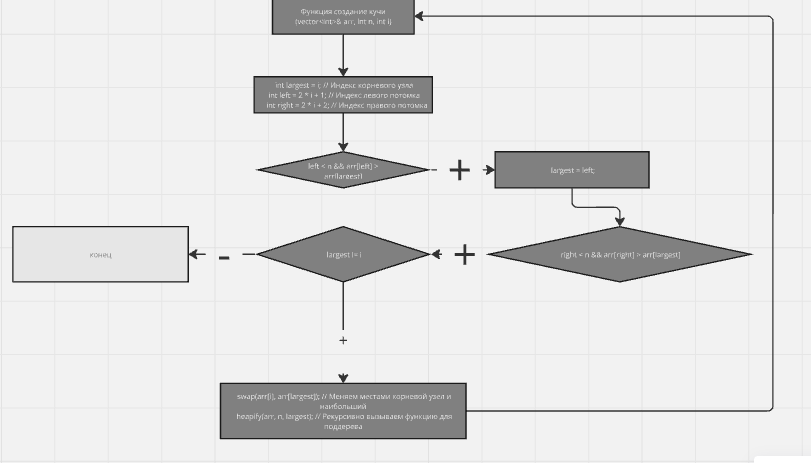 Функция создание кучи
(vector<int>& arr, int n, int i)
int largest = i; // Индекс корневого узла
int left = 2 * i + 1; // Индекс левого потомка
int right = 2 * i + 2; // Индекс правого потомка
left < n && arr[left] >
arr[largest]
+
largest = left;
конец
-
largest != i
+
right < n && arr[right] > arr[largest]
+
swap(arr[i], arr[largest]); // Меняем местами корневой узел и
наибольший
heapify(arr, n, largest); // Рекурсивно вызываем функцию для
поддерева